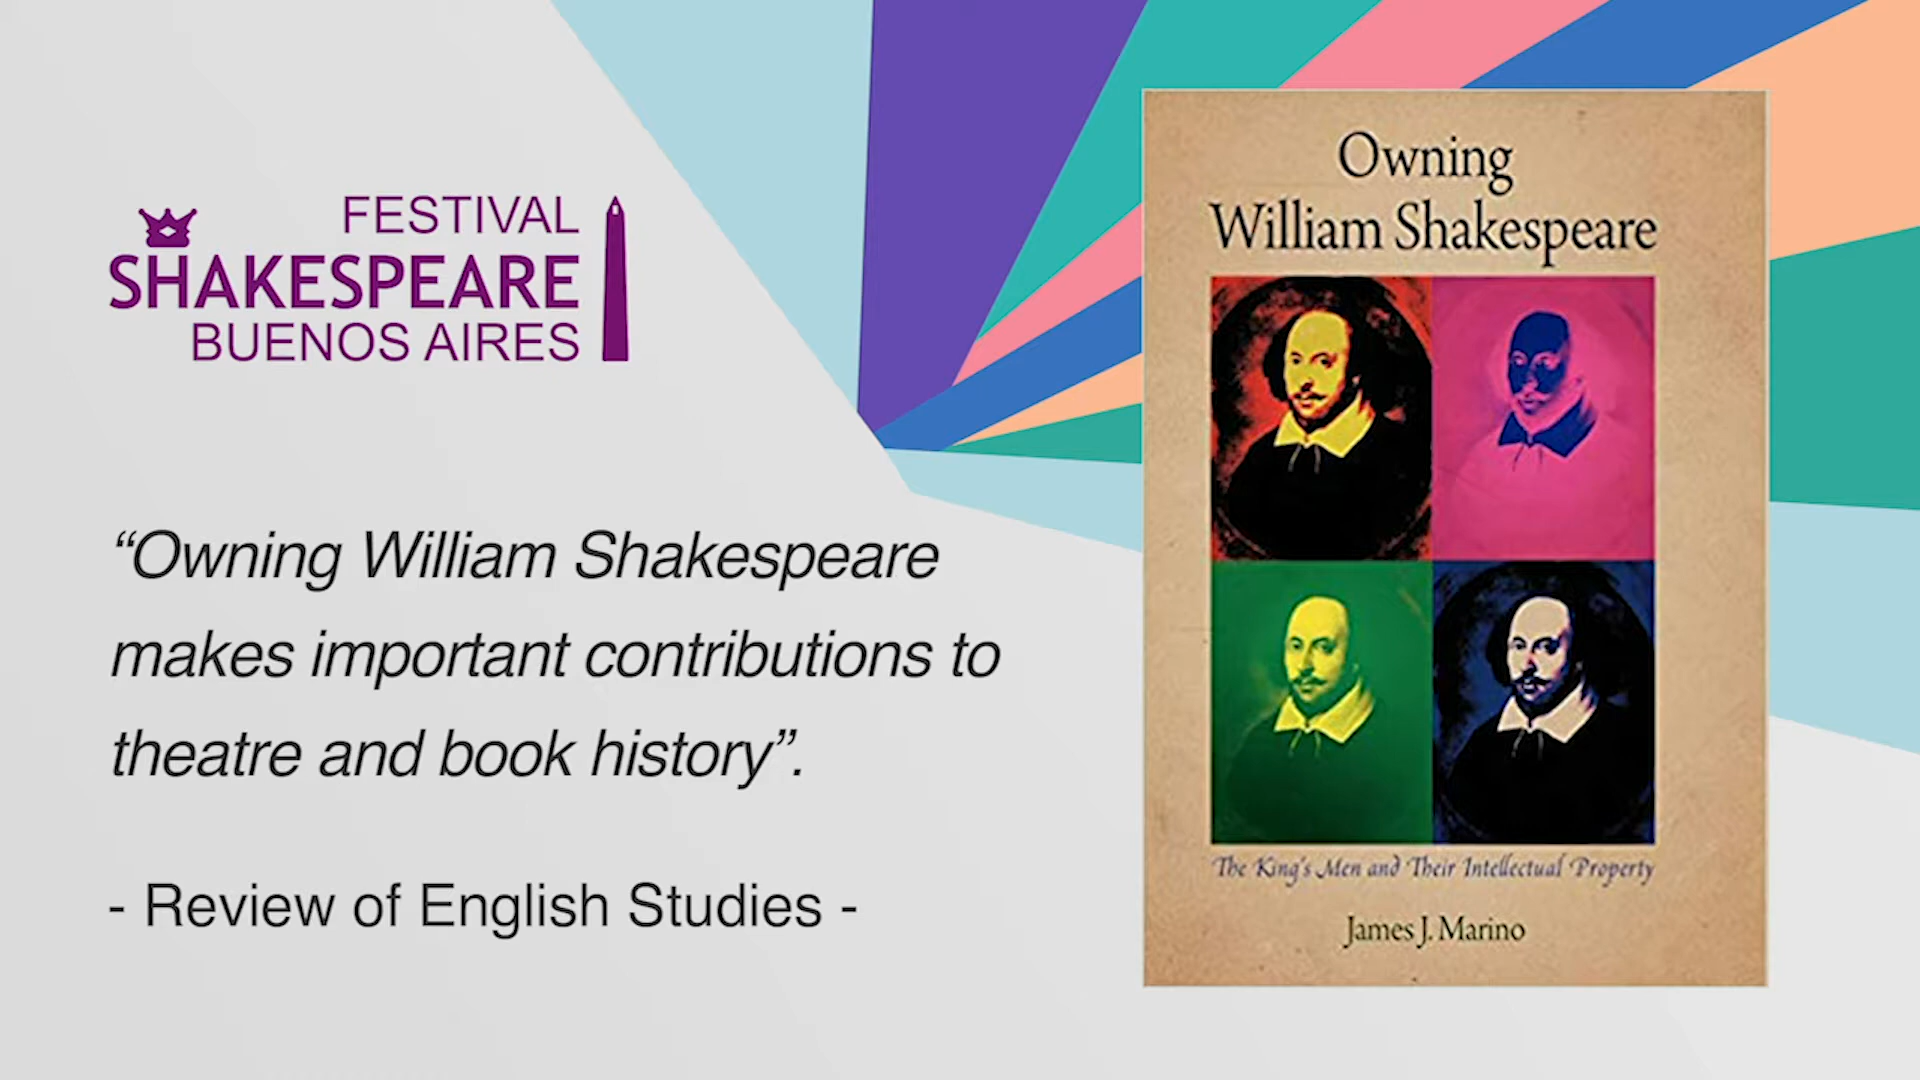 FESTIVAL
SHAKESPEARE
BUENOS AIRES
“Owning William Shakespeare
makes important contributions to
theatre and book history”.
- Review of English Studies -
Owning
William Shakespeare
The King's Men and Their Intellectual Property
James J. Marino